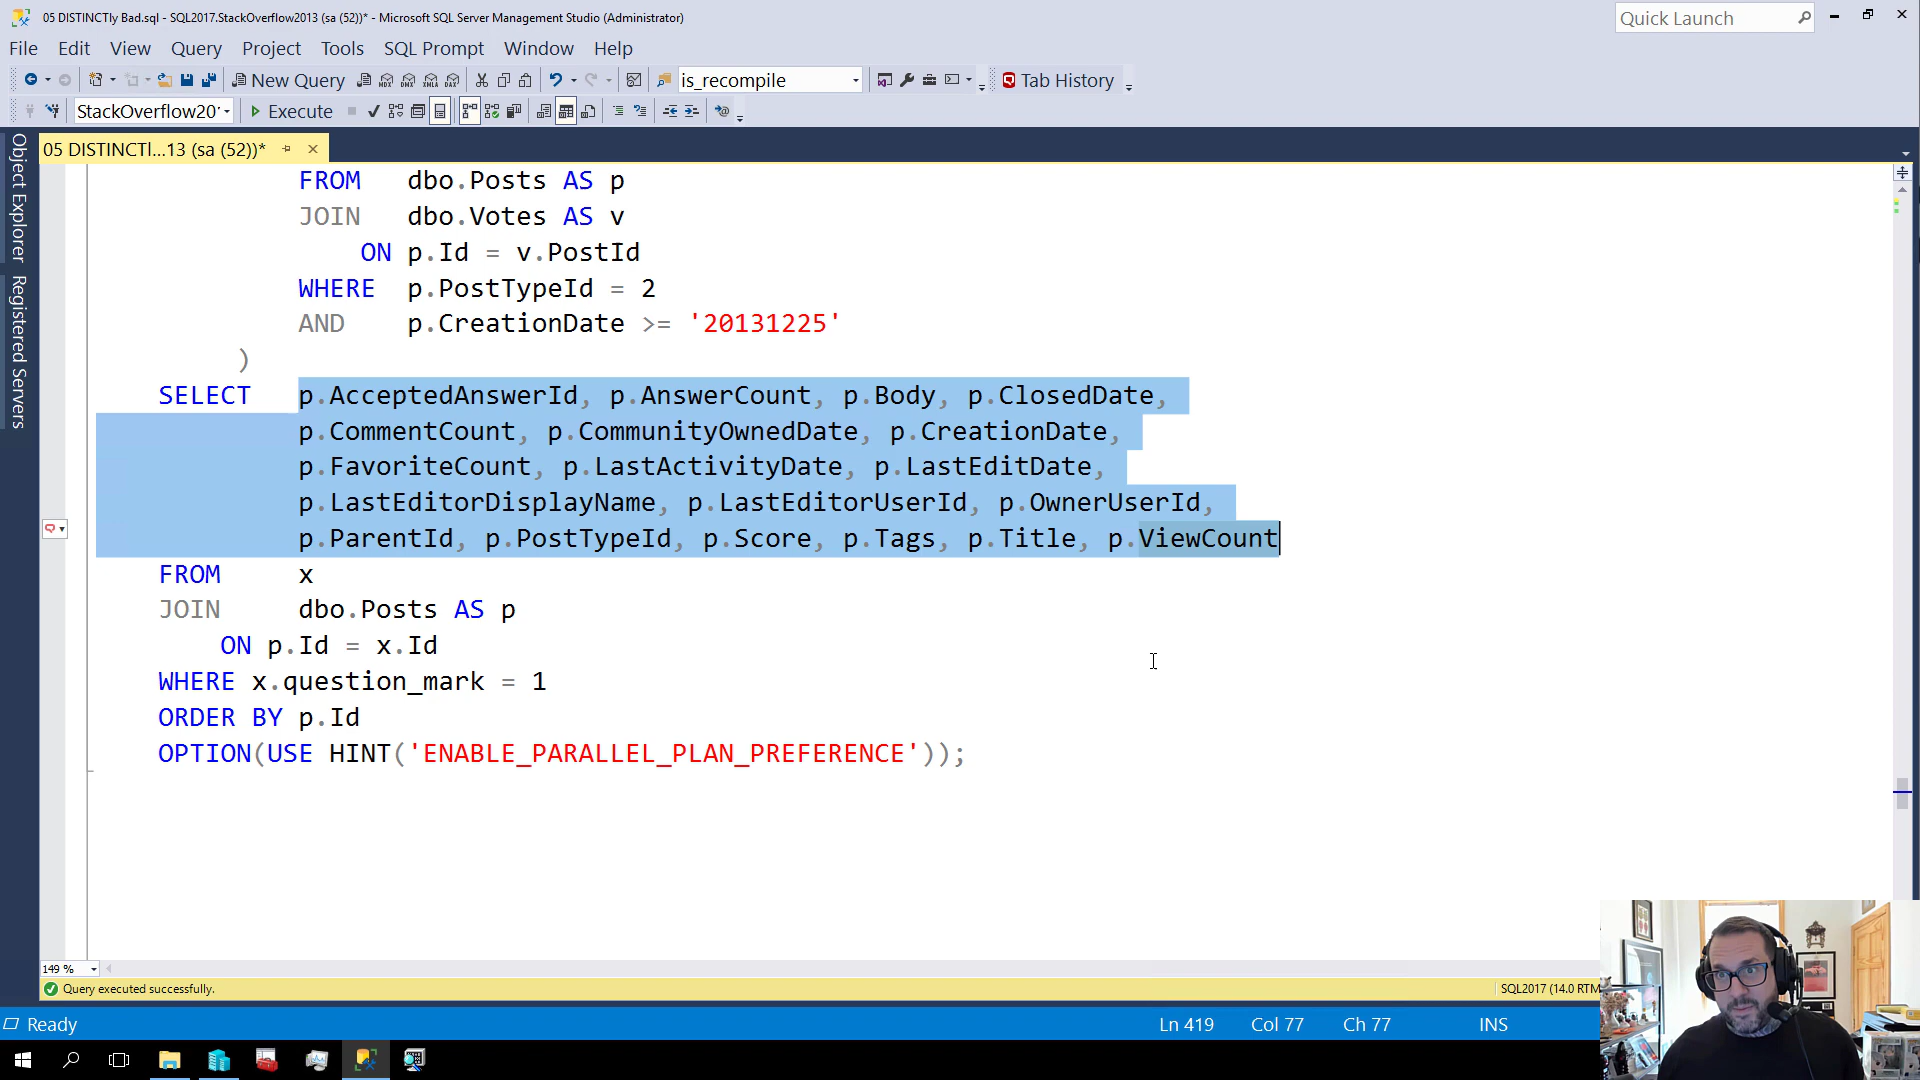 05 DISTINCTly Bad.sql - SQL2017.StackOverflow2013 (sa (52))* - Microsoft SQL Server Management Studio (Administrator)
Quick Launch
File Edit View Query Project Tools SQL Prompt Window Help
New Query
is_recompile
Tab History
StackOverflow20
Execute
05 DISTINCTl...13 (sa (52))*
Object Explorer
Registered Servers
FROM dbo.Posts AS p
JOIN dbo.Votes AS v
ON p.Id = v.PostId
WHERE p.PostTypeId = 2
AND p.CreationDate >= '20131225'
)
SELECT p.AcceptedAnswerId, p.AnswerCount, p.Body, p.ClosedDate,
p.CommentCount, p.CommunityOwnedDate, p.CreationDate,
p.FavoriteCount, p.LastActivityDate, p.LastEditDate,
p.LastEditorDisplayName, p.LastEditorUserId, p.OwnerUserId,
p.ParentId, p.PostTypeId, p.Score, p.Tags, p.Title, p.ViewCount
FROM x
JOIN dbo.Posts AS p
ON p.Id = x.Id
WHERE x.question_mark = 1
ORDER BY p.Id
OPTION(USE HINT('ENABLE_PARALLEL_PLAN_PREFERENCE'));
149 %
Query executed successfully.
SQL2017 (14.0 RTM
Ready
Ln 419
Col 77
Ch 77
INS